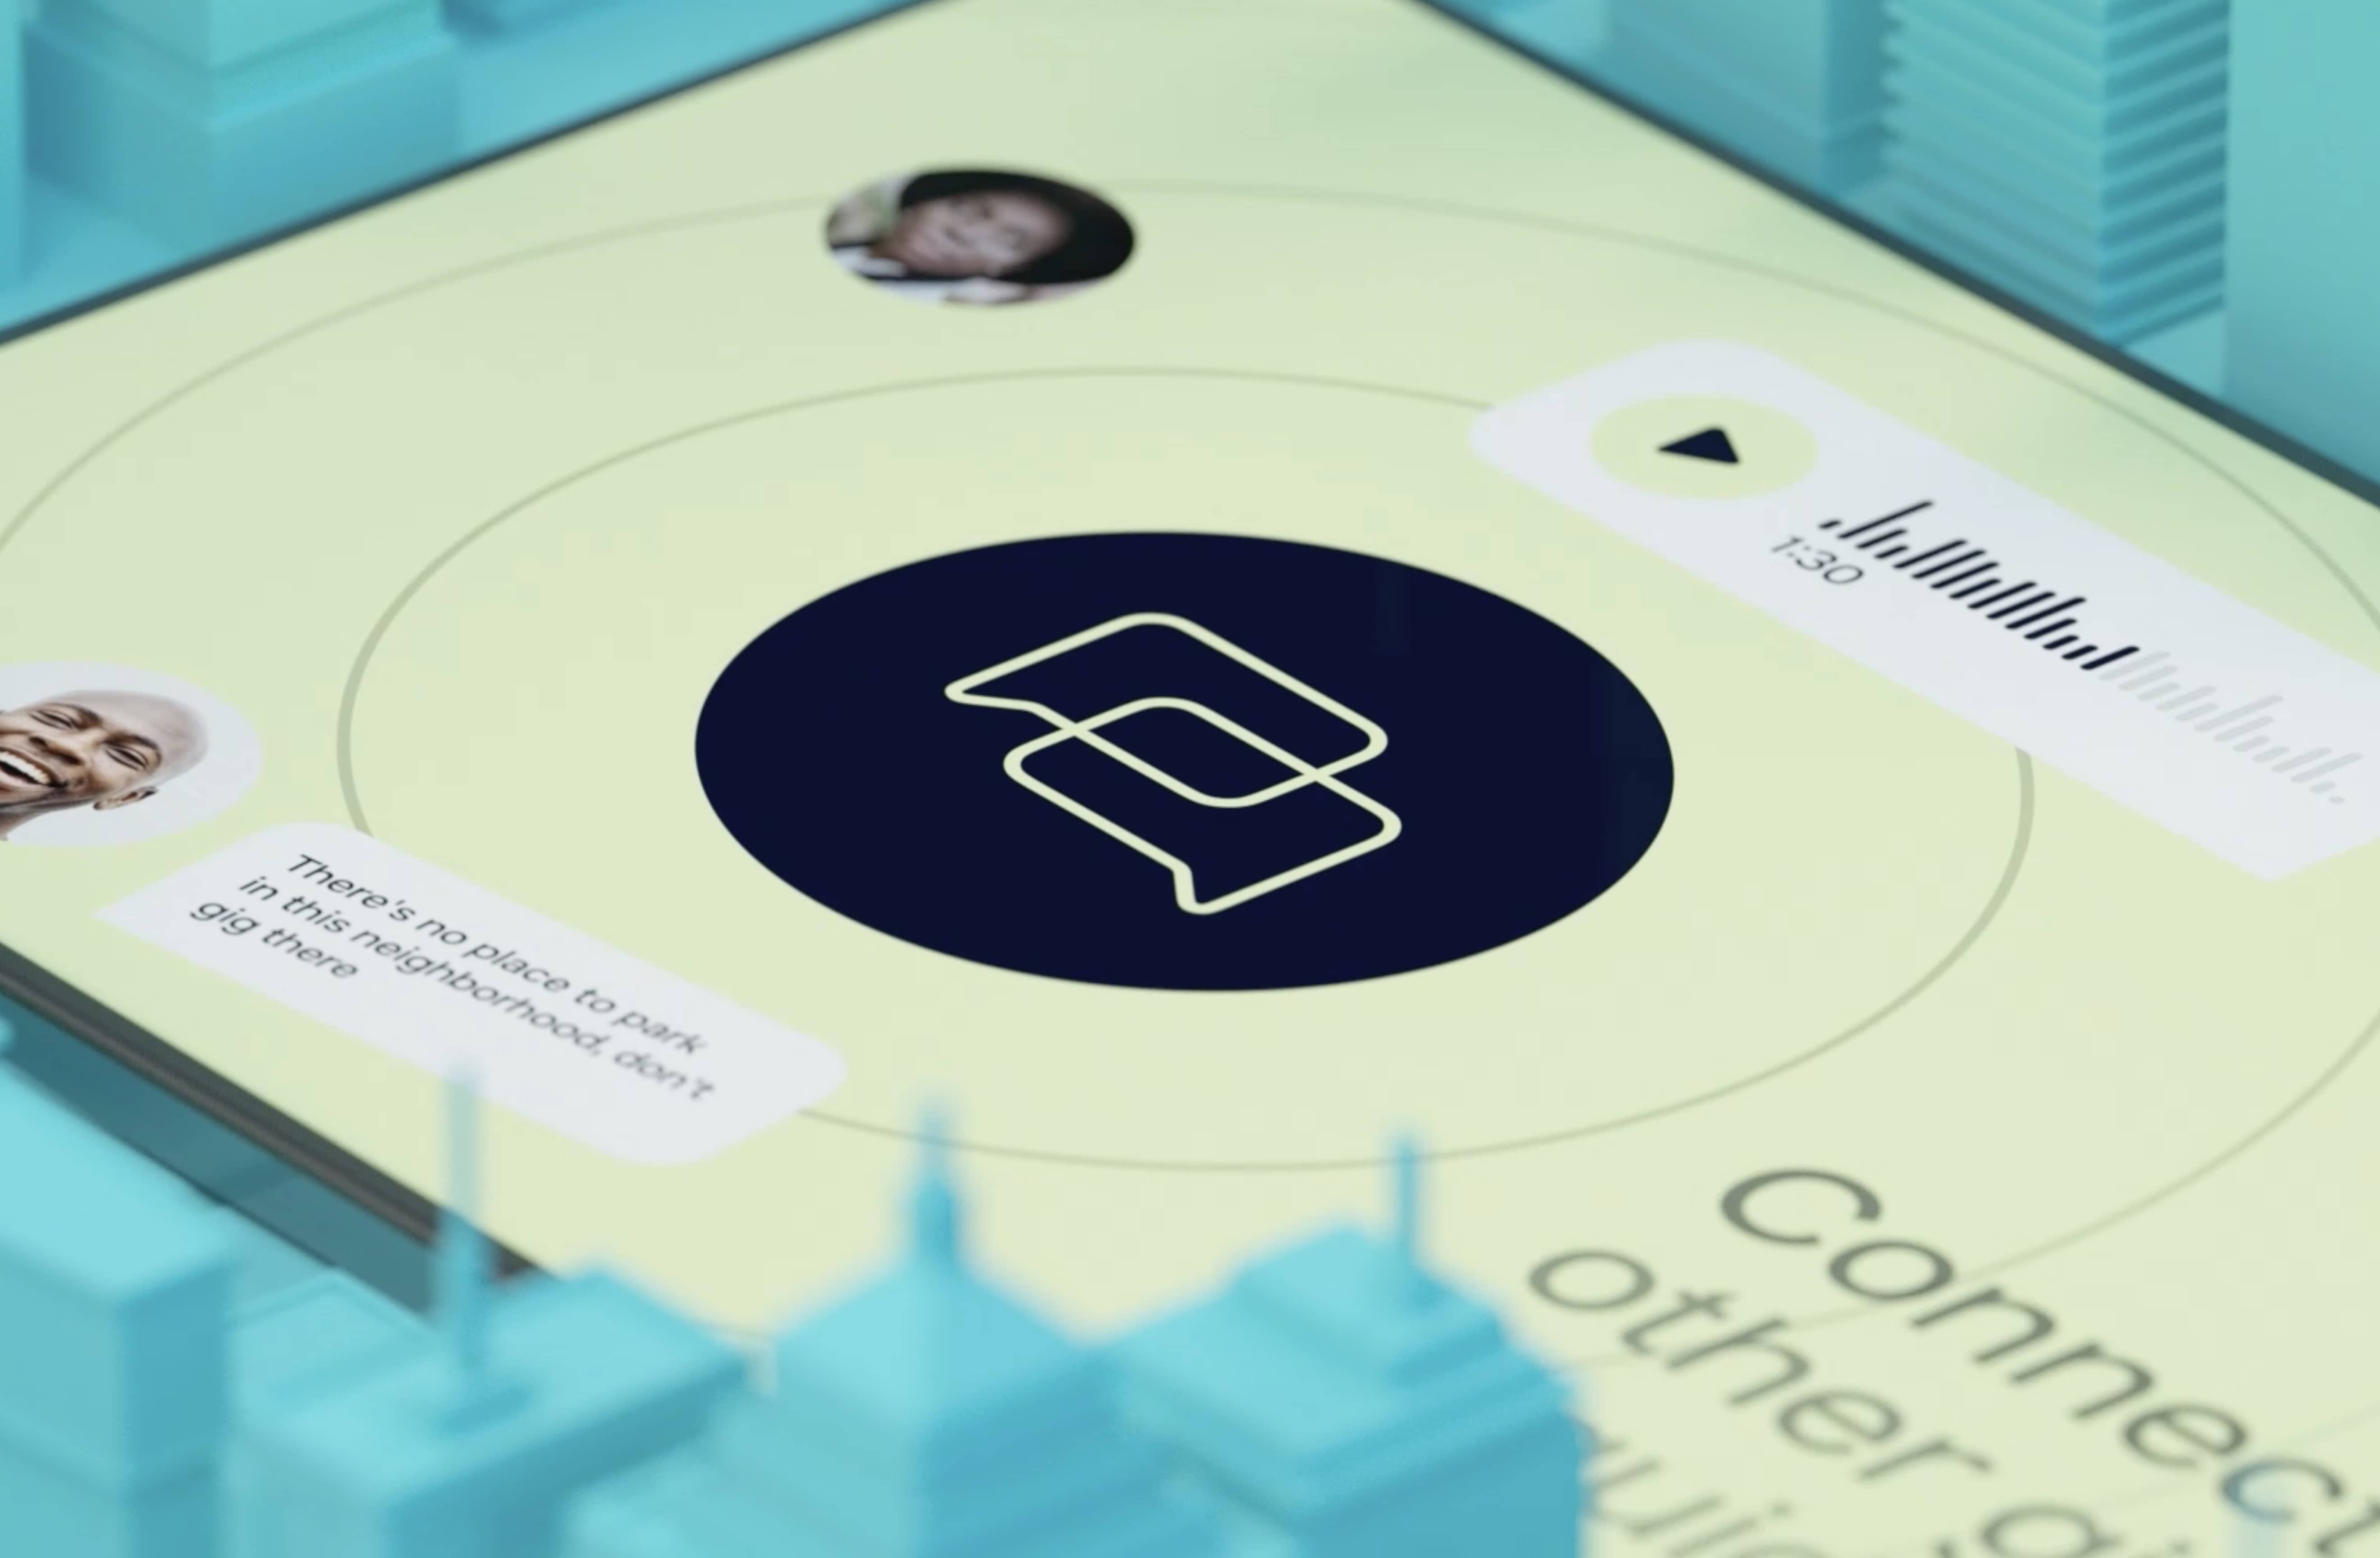 1:30
There's no place to park
in this neighborhood, don't
gig there
Connect
other